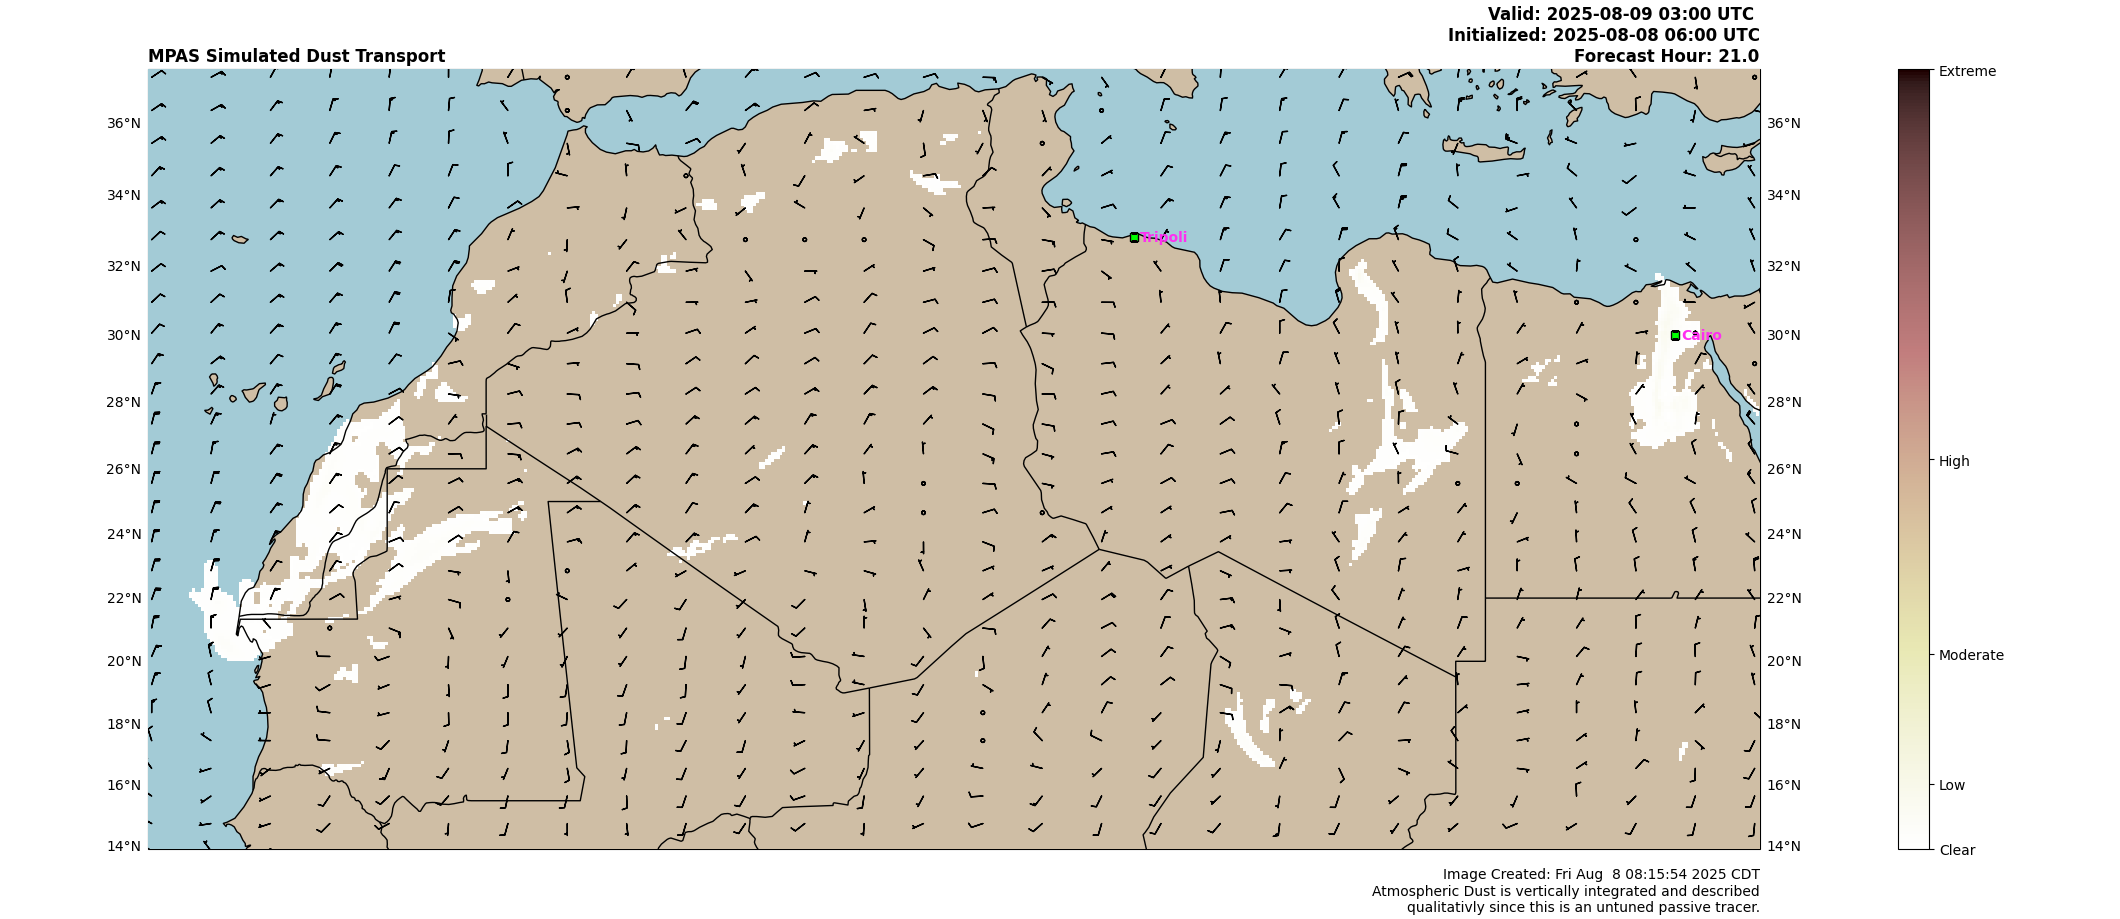 Valid: 2025-08-09 03:00 UTC
Initialized: 2025-08-08 06:00 UTC
MPAS Simulated Dust Transport
Forecast Hour: 21.0
Extreme
36°N
36°N
34°N
34°N
Tripoli
32°N
32°N
30°N
Cairo
30°N
28°N
28°N
26°N
26°N
High
24°N
24°N
22°N
22°N
20°N
20°N
Moderate
18°N
18°N
16°N
16°N
Low
14°N
14°N
Clear
Image Created: Fri Aug  8 08:15:54 2025 CDT
Atmospheric Dust is vertically integrated and described
qualitativly since this is an untuned passive tracer.